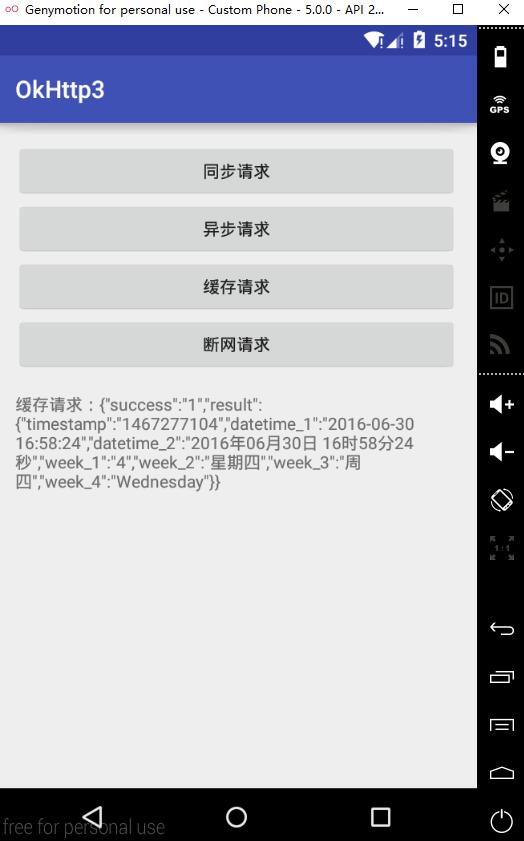 Genymotion for personal use - Custom Phone - 5.0.0 - API 2...
5:15
OkHttp3
GPS
同步请求
异步请求
缓存请求
ID
断网请求
缓存请求：{"success":"1","result":
{"timestamp":"1467277104","datetime_1":"2016-06-30
16:58:24","datetime_2":"2016年06月30日 16时58分24
秒","week_1":"4","week_2":"星期四","week_3":"周
四","week_4":"Wednesday"}}
1:1
free for personal use